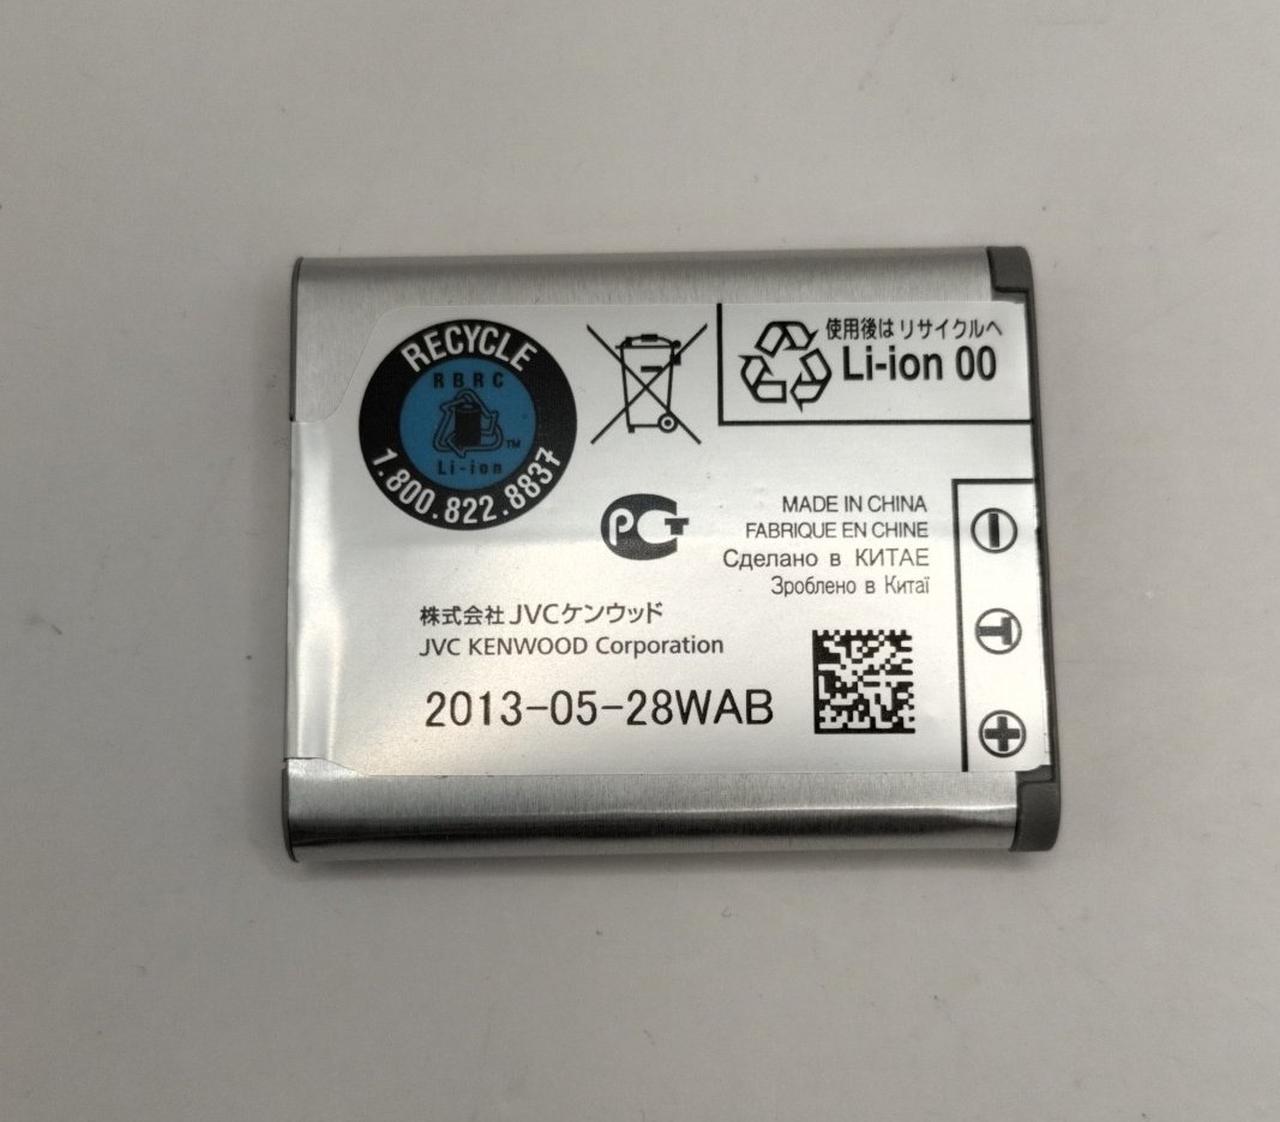 RECYCLE
RBRC
TM
Li-ion
1.800.822.8837
使用後はリサイクルへ
Li-ion 00
PCT
MADE IN CHINA
FABRIQUE EN CHINE
Сделано в КИТАЕ
Зроблено в Китаї
株式会社JVCケンウッド
JVC KENWOOD Corporation
2013-05-28WAB
T